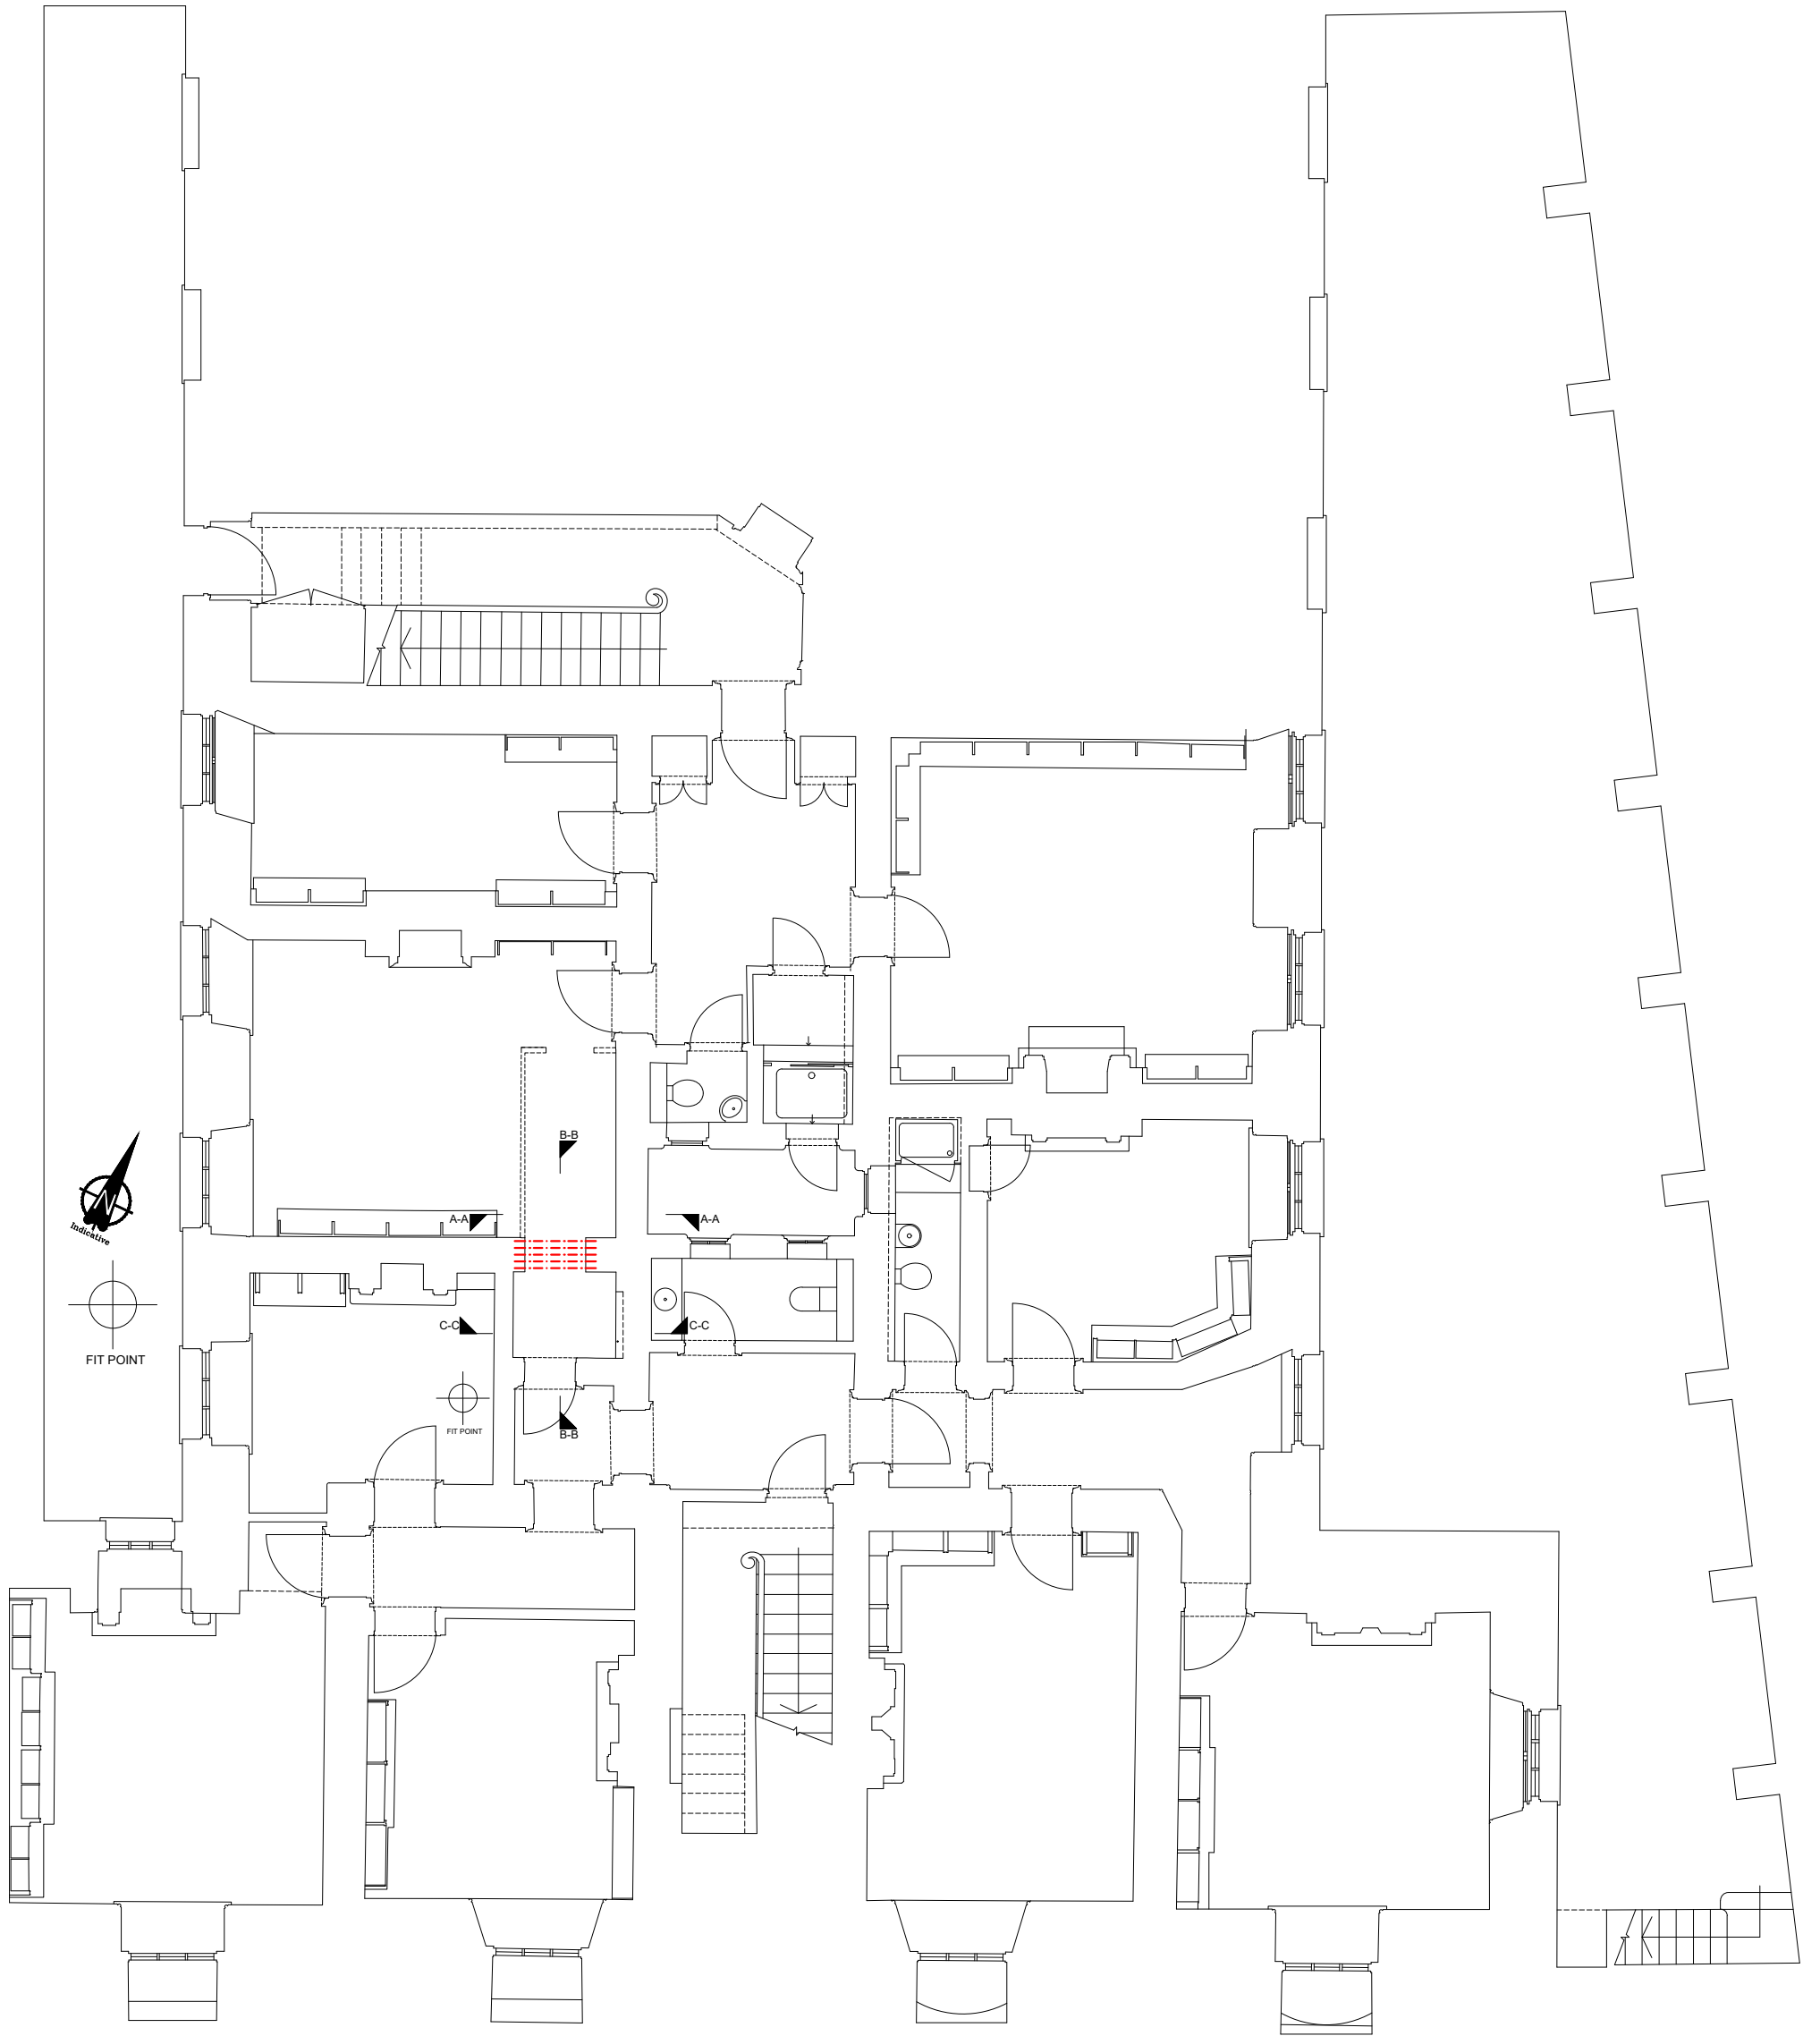 B-B
A-A
A-A
N
Indicative
C-C
C-C
FIT POINT
FIT POINT
B-B